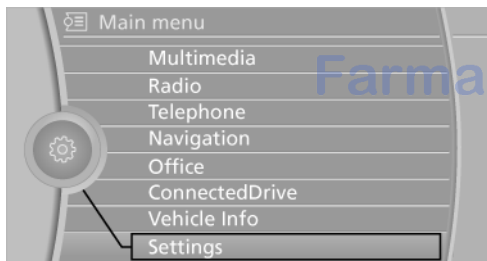 Main menu
Multimedia
Radio
Farma
Telephone
Navigation
Office
ConnectedDrive
Vehicle Info
Settings